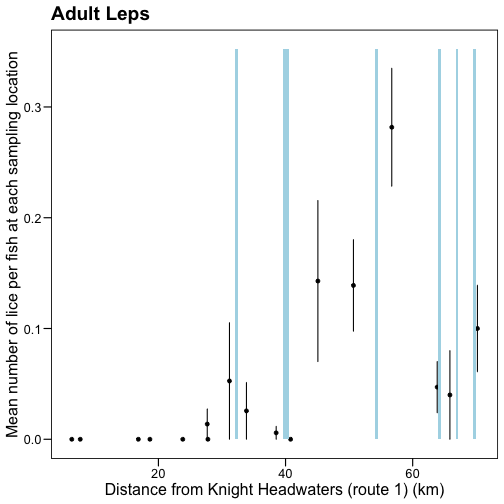 Adult Leps
Mean number of lice per fish at each sampling location
0.3
0.2
0.1
0.0
20
40
60
Distance from Knight Headwaters (route 1) (km)